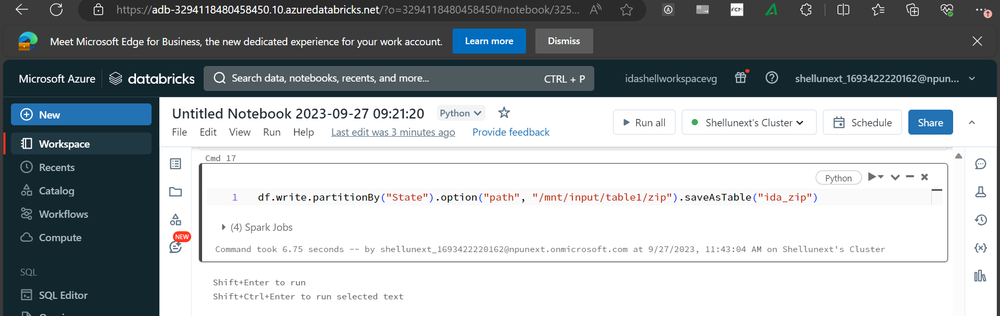 https://adb-3294118480458450.10.azuredatabricks.net/?o=3294118480458450#notebook/325...
A
FCM
Meet Microsoft Edge for Business, the new dedicated experience for your work account.
Learn more
Dismiss
Microsoft Azure
databricks
Search data, notebooks, recents, and more...
CTRL + P
idashellworkspacevg
shellunext_1693422220162@npun...
New
Workspace
Recents
Catalog
Workflows
Compute
SQL
SQL Editor
Untitled Notebook 2023-09-27 09:21:20
Python
File Edit View Run Help Last edit was 3 minutes ago Provide feedback
Run all
Shellunext's Cluster
Schedule
Share
NEW
Cmd 17
Python
1 df.write.partitionBy("State").option("path", "/mnt/input/table1/zip").saveAsTable("ida_zip")
(4) Spark Jobs
Command took 6.75 seconds -- by shellunext_1693422220162@npunext.onmicrosoft.com at 9/27/2023, 11:43:04 AM on Shellunext's Cluster
Shift+Enter to run
Shift+Ctrl+Enter to run selected text